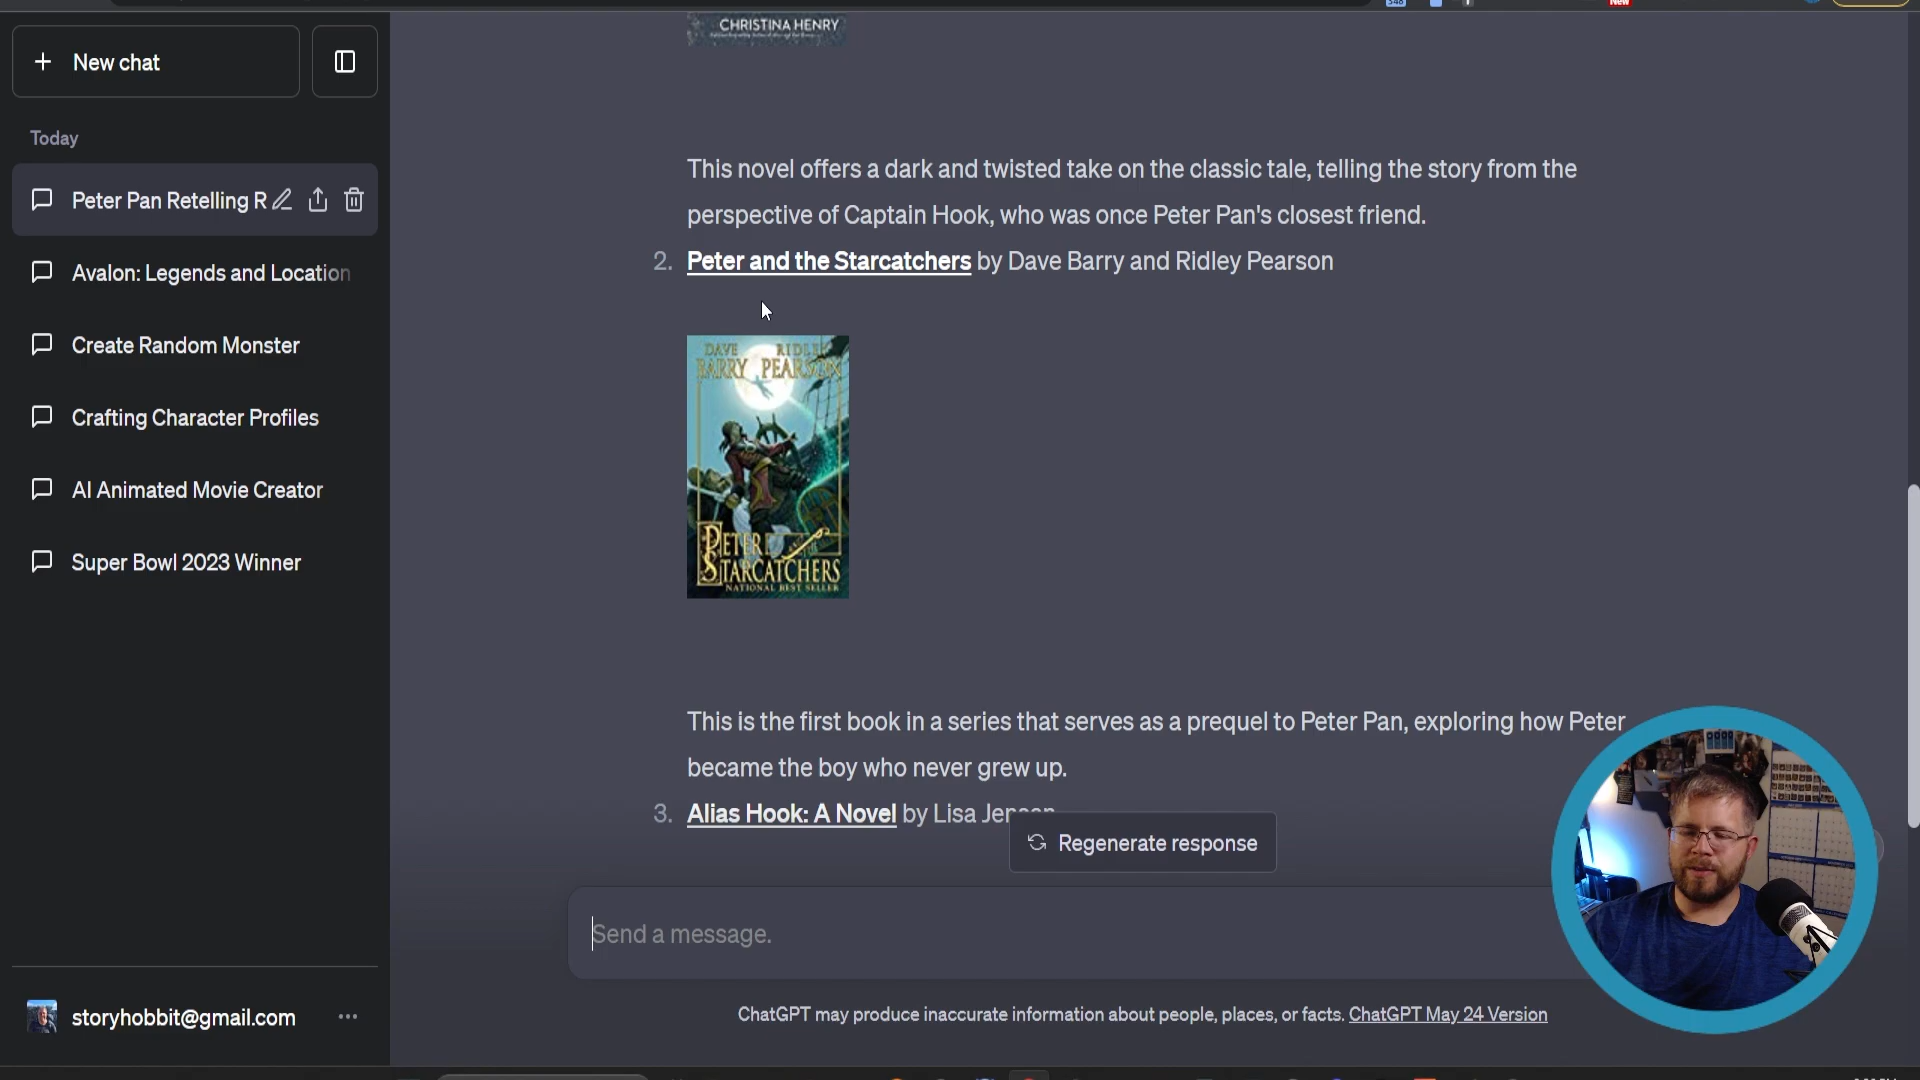 New chat
Today
Peter Pan Retelling R
Avalon: Legends and Location
Create Random Monster
Crafting Character Profiles
AI Animated Movie Creator
Super Bowl 2023 Winner
storyhobbit@gmail.com
New
CHRISTINA HENRY
This novel offers a dark and twisted take on the classic tale, telling the story from the
perspective of Captain Hook, who was once Peter Pan's closest friend.
2. Peter and the Starcatchers by Dave Barry and Ridley Pearson
DAVE
BARRY PEARSON
PETER
STARCATCHERS
NATIONAL BEST SELLER
This is the first book in a series that serves as a prequel to Peter Pan, exploring how Peter
became the boy who never grew up.
3. Alias Hook: A Novel by Lisa Jensen
Regenerate response
Send a message.
ChatGPT may produce inaccurate information about people, places, or facts. ChatGPT May 24 Version